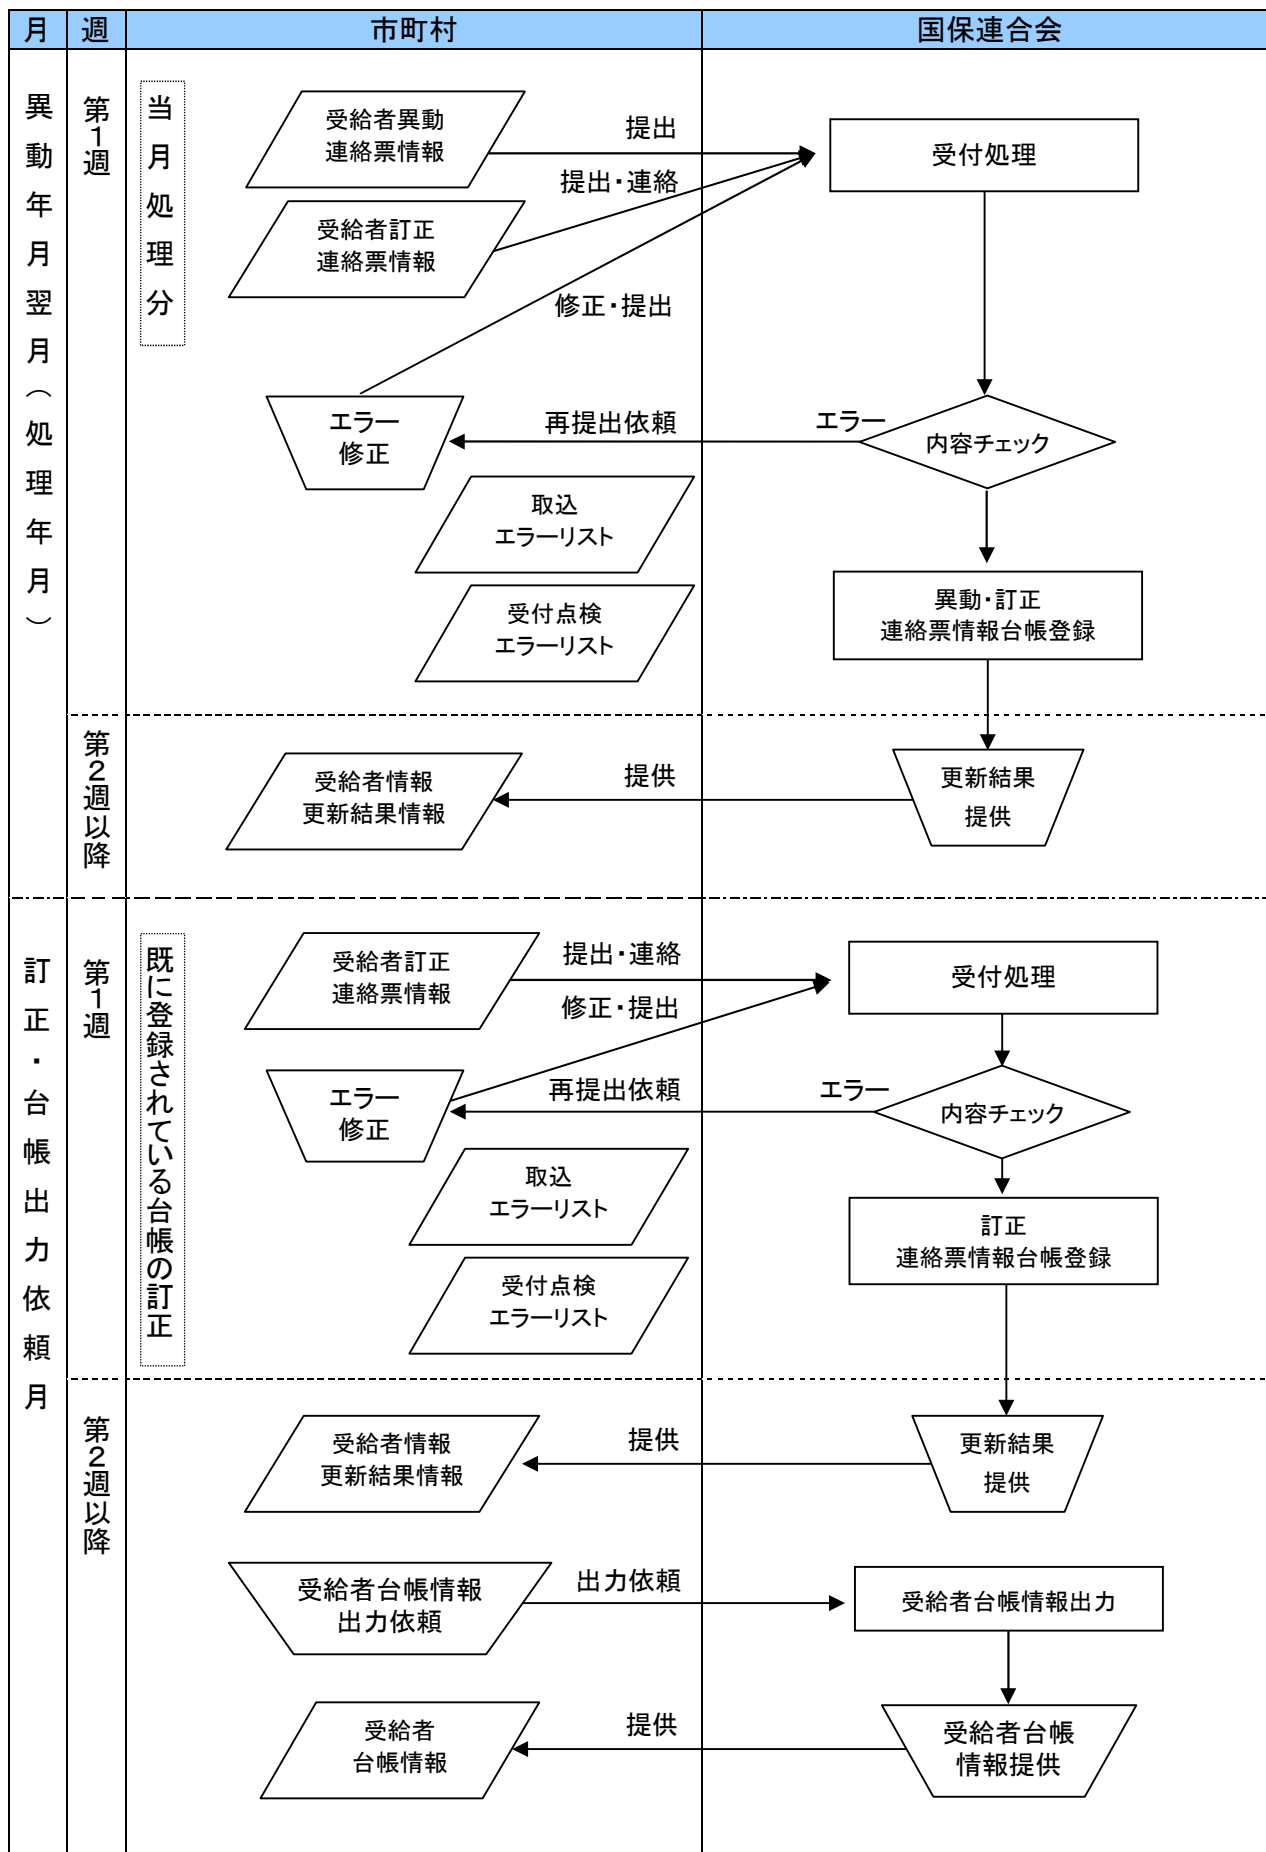 月
週
市町村
国保連合会
異動年月翌月（処理年月）
第1週
当月処理分
受給者異動
連絡票情報
提出
受付処理
提出・連絡
受給者訂正
連絡票情報
修正・提出
エラー
修正
再提出依頼
エラー
内容チェック
取込
エラーリスト
異動・訂正
連絡票情報台帳登録
受付点検
エラーリスト
第2週以降
受給者情報
更新結果情報
提供
更新結果
提供
訂正・台帳出力依頼月
第1週
既に登録されている台帳の訂正
受給者訂正
連絡票情報
提出・連絡
受付処理
修正・提出
エラー
修正
再提出依頼
エラー
内容チェック
取込
エラーリスト
訂正
連絡票情報台帳登録
受付点検
エラーリスト
第2週以降
受給者情報
更新結果情報
提供
更新結果
提供
受給者台帳情報
出力依頼
出力依頼
受給者台帳情報出力
受給者
台帳情報
提供
受給者台帳
情報提供